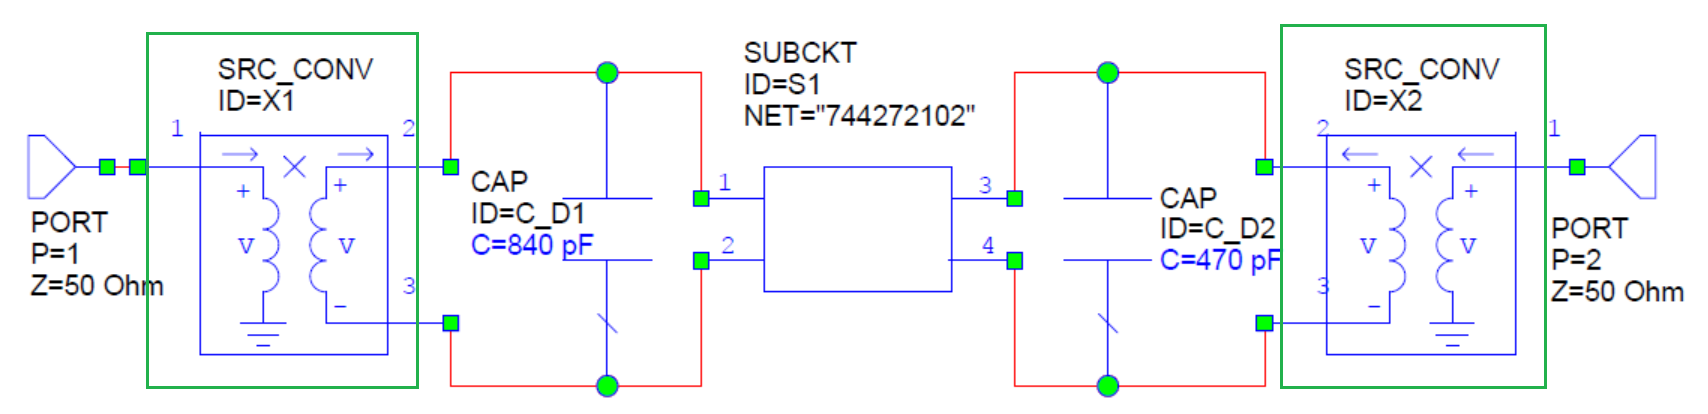 SRC_CONV
ID=X1
1
2
3
+
+
V
V
-
PORT
P=1
Z=50 Ohm
CAP
ID=C_D1
C=840 pF
SUBCKT
ID=S1
NET="744272102"
1
2
3
4
CAP
ID=C_D2
C=470 pF
SRC_CONV
ID=X2
2
1
3
+
+
V
V
-
PORT
P=2
Z=50 Ohm